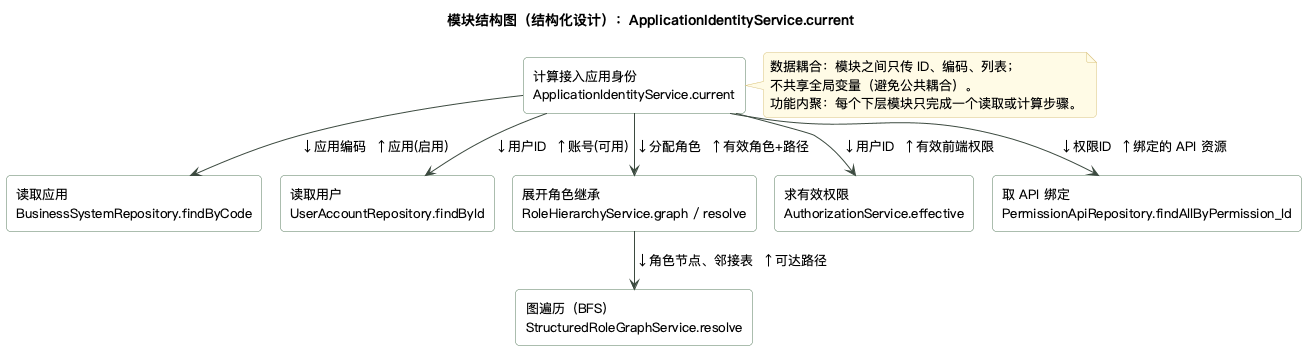 模块结构图（结构化设计）：ApplicationIdentityService.current
计算接入应用身份
ApplicationIdentityService.current
数据耦合：模块之间只传 ID、编码、列表；
不共享全局变量（避免公共耦合）。
功能内聚：每个下层模块只完成一个读取或计算步骤。
↓应用编码 ↑应用(启用)
↓用户ID ↑账号(可用)
↓分配角色 ↑有效角色+路径
↓用户ID ↑有效前端权限
↓权限ID ↑绑定的 API 资源
读取应用
BusinessSystemRepository.findByCode
读取用户
UserAccountRepository.findById
展开角色继承
RoleHierarchyService.graph / resolve
求有效权限
AuthorizationService.effective
取 API 绑定
PermissionApiRepository.findAllByPermission_Id
↓角色节点、邻接表 ↑可达路径
图遍历（BFS）
StructuredRoleGraphService.resolve